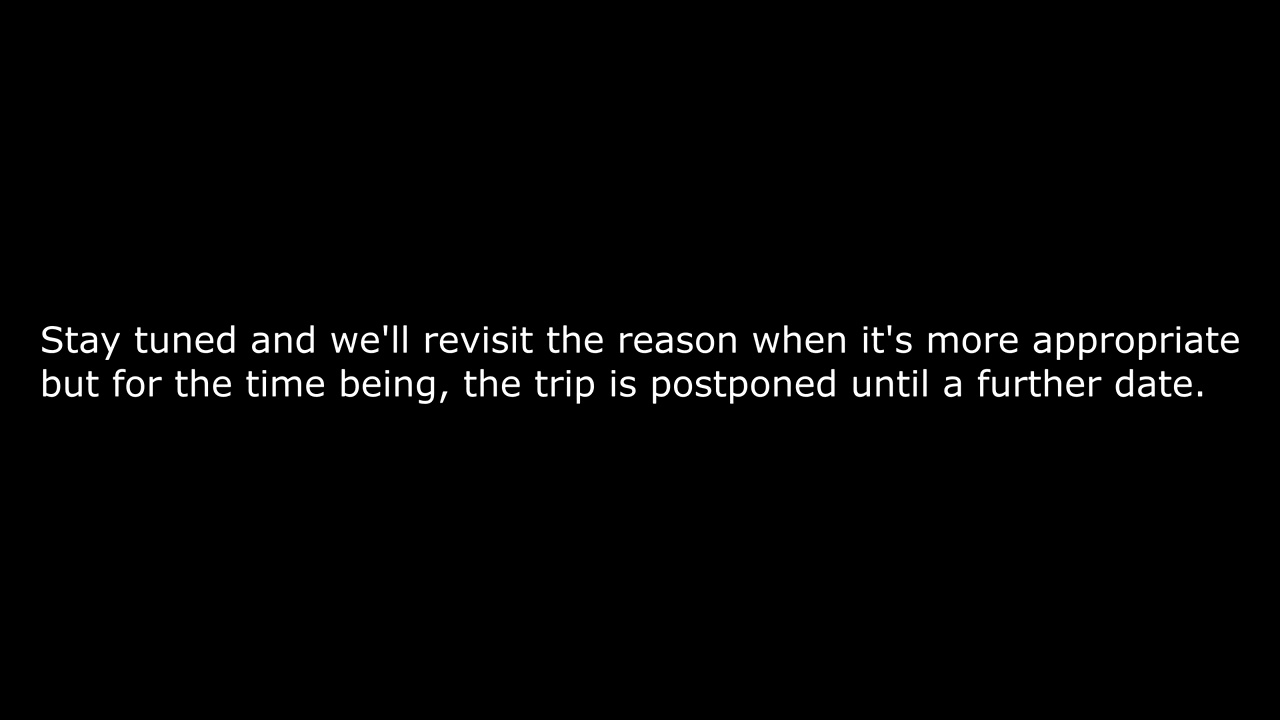 Stay tuned and we'll revisit the reason when it's more appropriate
but for the time being, the trip is postponed until a further date.